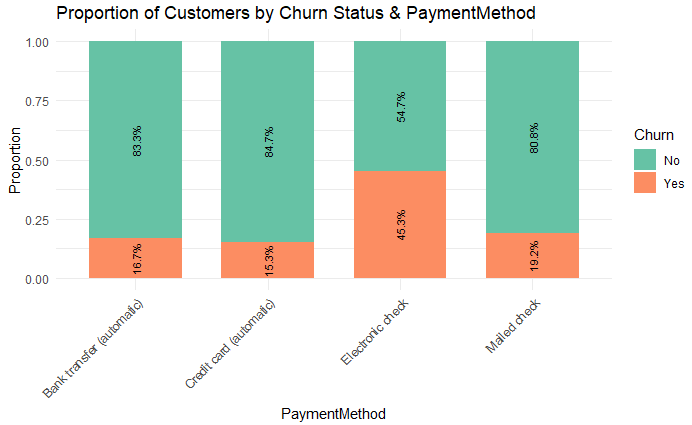 Proportion of Customers by Churn Status & PaymentMethod
Proportion
1.00
0.75
0.50
0.25
0.00
83.3%
84.7%
54.7%
80.8%
16.7%
15.3%
45.3%
19.2%
Bank transfer (automatic)
Credit card (automatic)
Electronic check
Mailed check
PaymentMethod
Churn
No
Yes